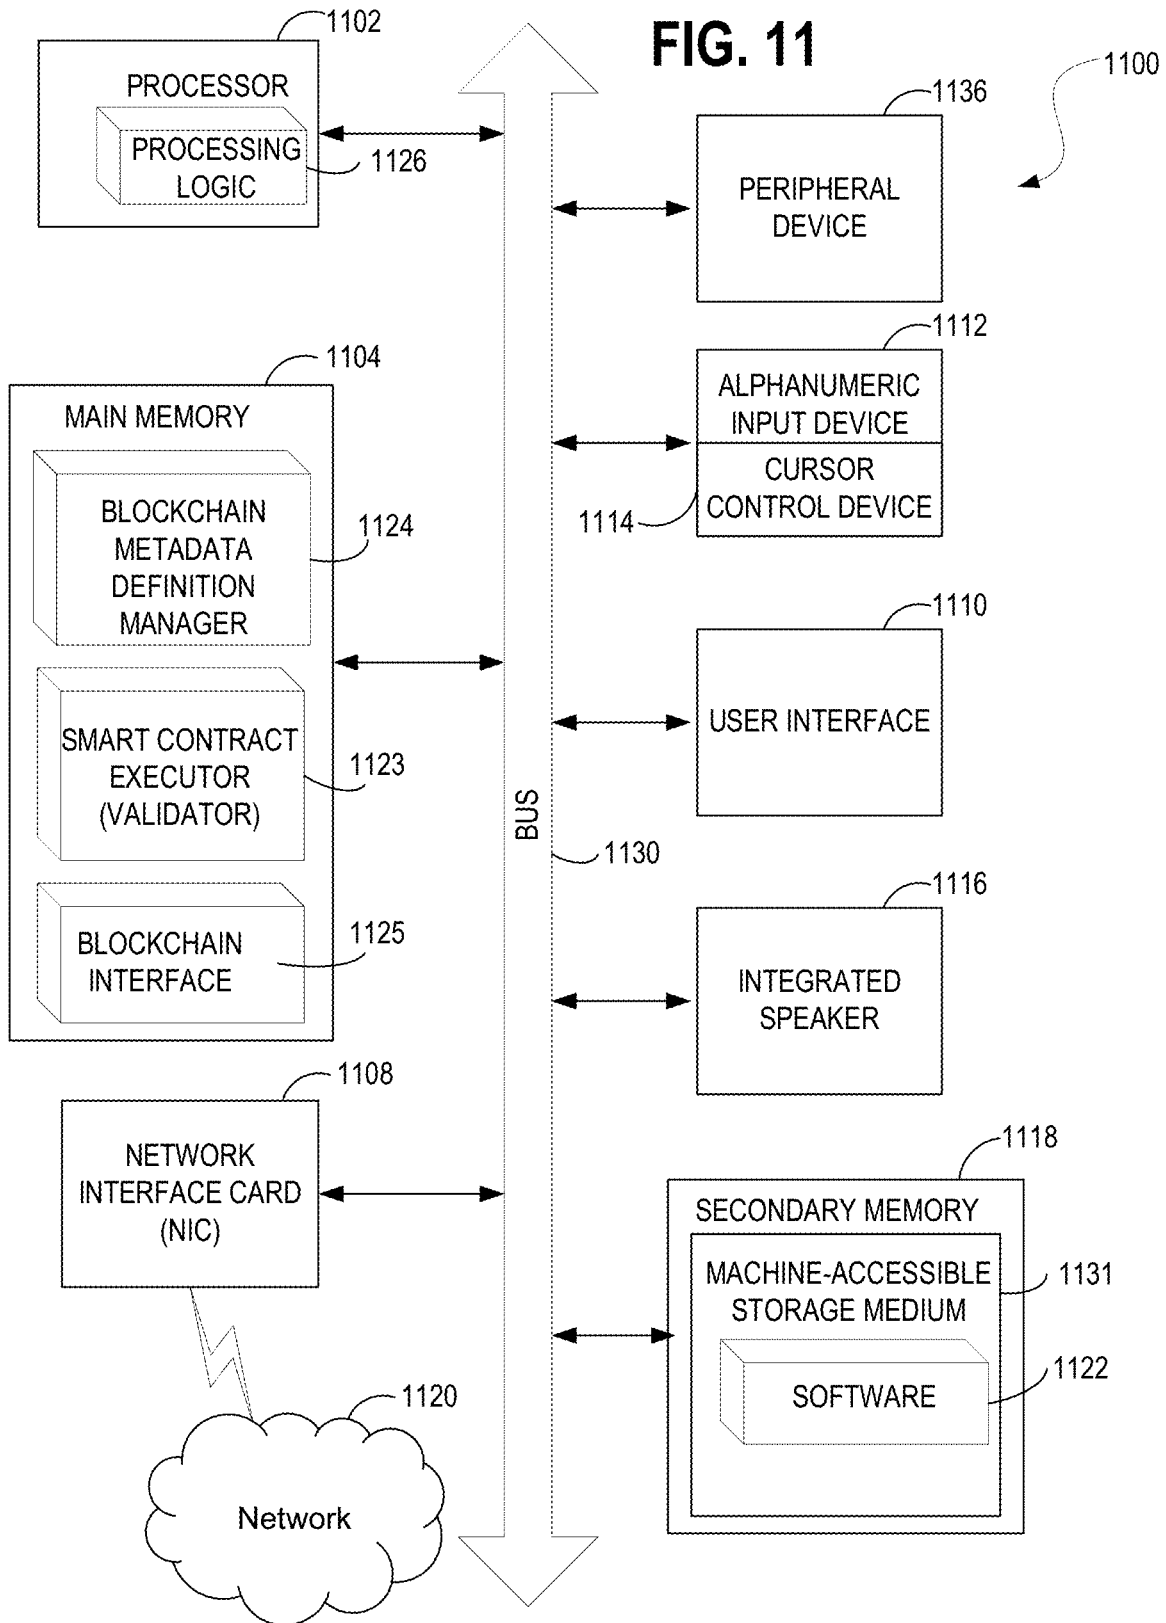 FIG. 11
1100
1102
PROCESSOR
PROCESSING
LOGIC
1126
1136
PERIPHERAL
DEVICE
1104
MAIN MEMORY
BLOCKCHAIN
METADATA
DEFINITION
MANAGER
1124
SMART CONTRACT
EXECUTOR
(VALIDATOR)
1123
BLOCKCHAIN
INTERFACE
1125
1112
ALPHANUMERIC
INPUT DEVICE
CURSOR
CONTROL DEVICE
1114
1110
USER INTERFACE
BUS
1130
1116
INTEGRATED
SPEAKER
1108
NETWORK
INTERFACE CARD
(NIC)
1120
Network
1118
SECONDARY MEMORY
MACHINE-ACCESSIBLE
STORAGE MEDIUM
1131
SOFTWARE
1122